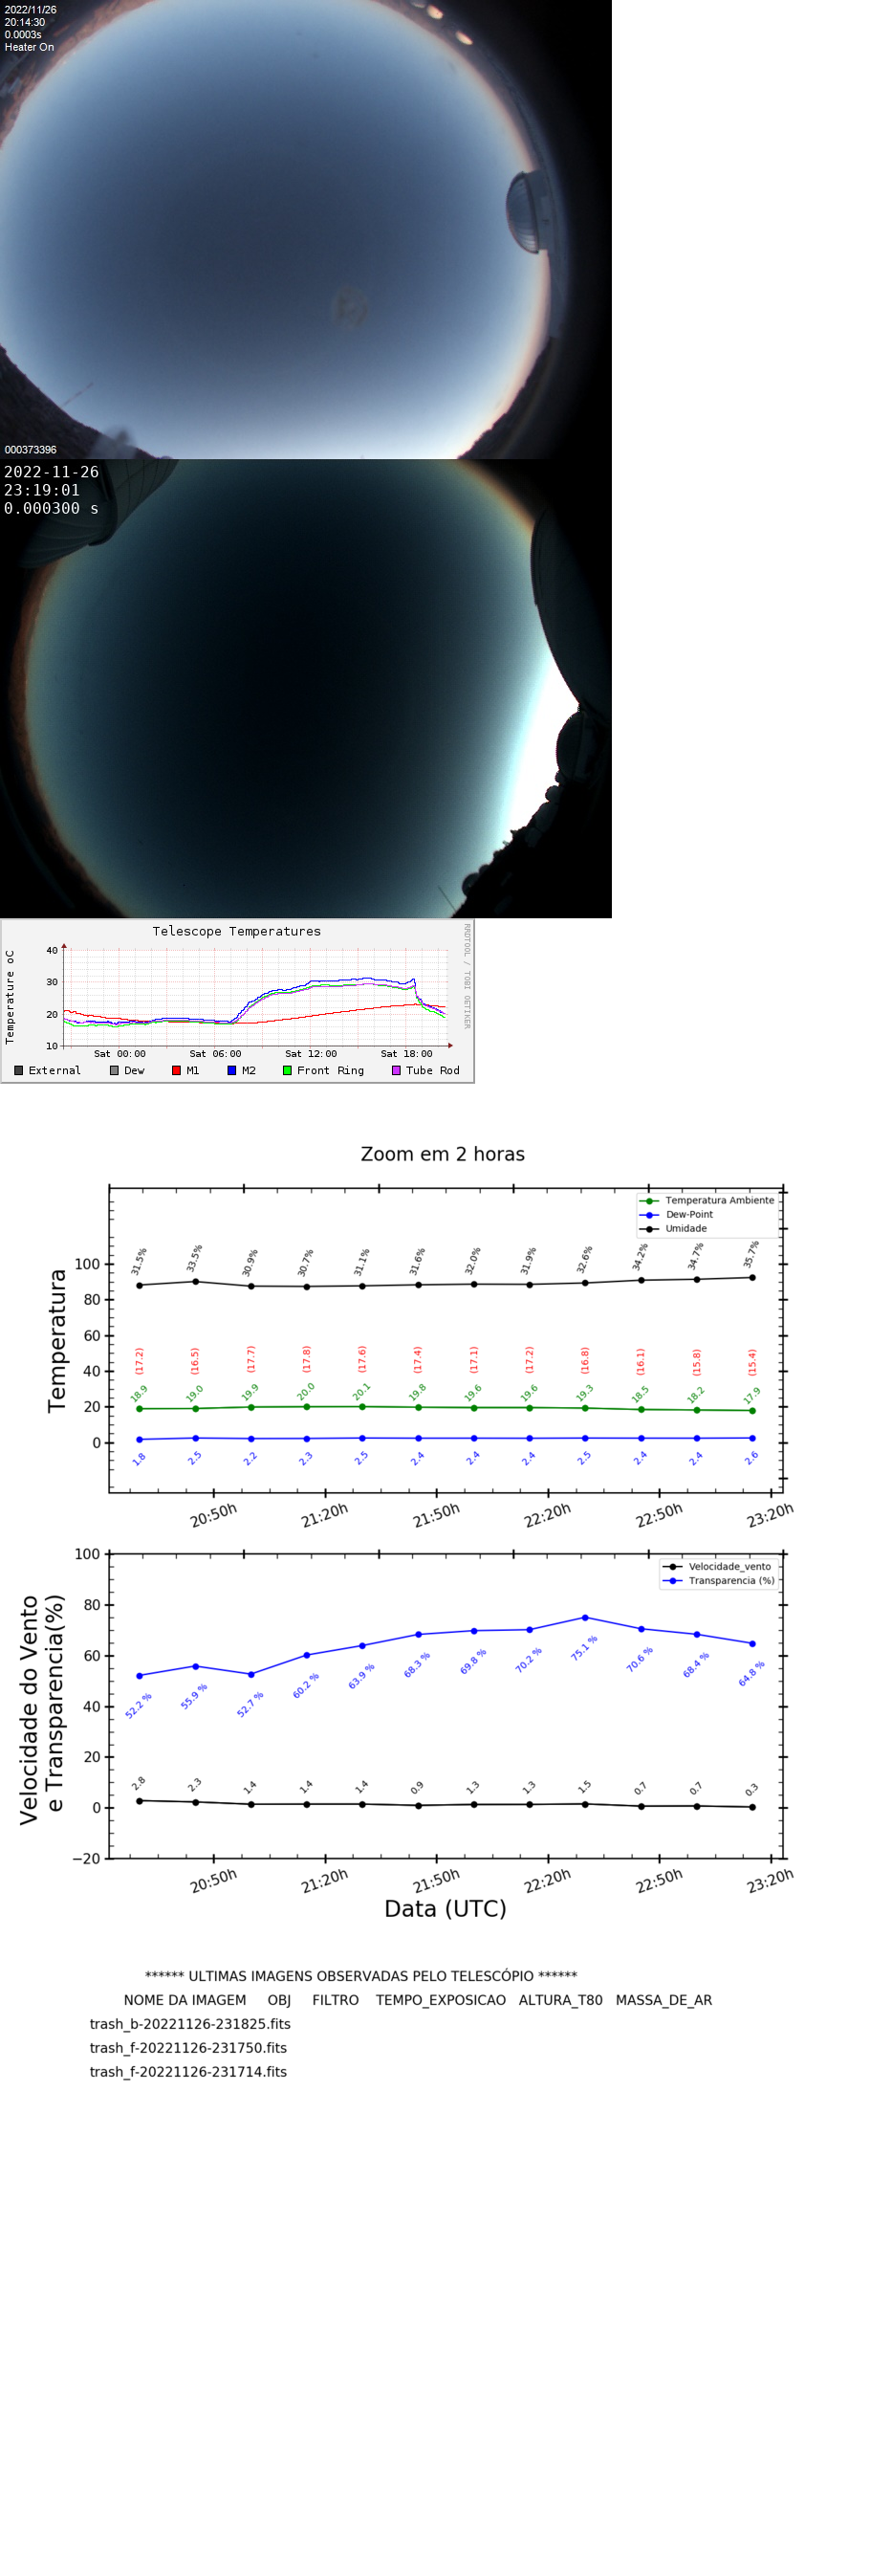 2022/11/26
20:14:30
0.0003s
Heater On
000373396
2022-11-26
23:19:01
0.000300 s
Telescope Temperatures
RRDTOOL / TOBI OETIKER
Temperature oC
40
30
20
10
Sat 00:00 Sat 06:00 Sat 12:00 Sat 18:00
External Dew M1 M2 Front Ring Tube Rod
Zoom em 2 horas
Temperatura Ambiente
Dew-Point
Umidade
Temperatura
100
80
60
40
20
0
31.5% 33.5% 30.9% 30.7% 31.1% 31.6% 32.0% 31.9% 32.6% 34.2% 34.7% 35.7%
(17.2) (16.5) (17.7) (17.8) (17.6) (17.4) (17.1) (17.2) (16.8) (16.1) (15.8) (15.4)
18.9 19.0 19.9 20.0 20.1 19.8 19.6 19.6 19.3 18.5 18.2 17.9
1.8 2.5 2.2 2.3 2.5 2.4 2.4 2.4 2.5 2.4 2.4 2.6
20:50h 21:20h 21:50h 22:20h 22:50h 23:20h
Velocidade_vento
Transparencia (%)
Velocidade do Vento
e Transparencia(%)
100
80
60
40
20
0
−20
52.2 % 55.9 % 52.7 % 60.2 % 63.9 % 68.3 % 69.8 % 70.2 % 75.1 % 70.6 % 68.4 % 64.8 %
2.8 2.3 1.4 1.4 1.4 0.9 1.3 1.3 1.5 0.7 0.7 0.3
20:50h 21:20h 21:50h 22:20h 22:50h 23:20h
Data (UTC)
****** ULTIMAS IMAGENS OBSERVADAS PELO TELESCÓPIO ******
NOME DA IMAGEM OBJ FILTRO TEMPO_EXPOSICAO ALTURA_T80 MASSA_DE_AR
trash_b-20221126-231825.fits
trash_f-20221126-231750.fits
trash_f-20221126-231714.fits